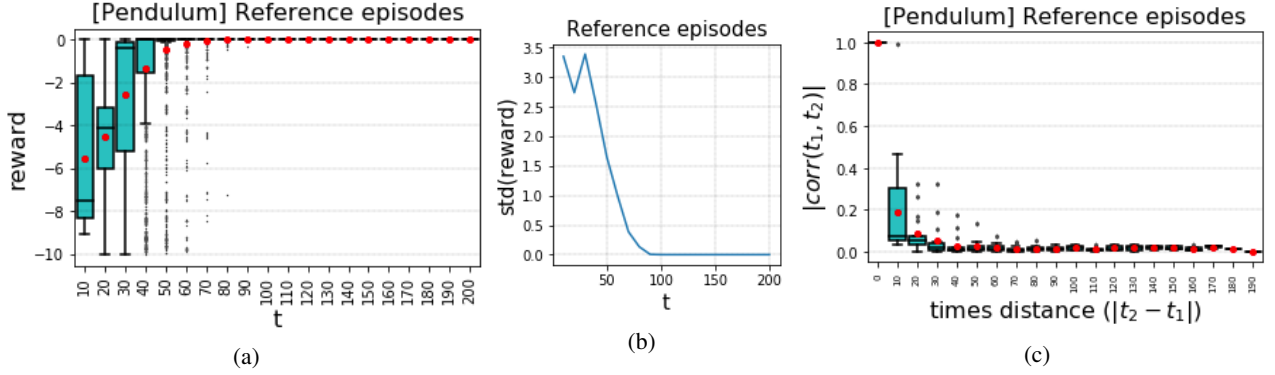 [Pendulum] Reference episodes
reward
0
−2
−4
−6
−8
−10
10 20 30 40 50 60 70 80 90 100 110 120 130 140 150 160 170 180 190 200
t
(a)
Reference episodes
std(reward)
3.5
3.0
2.5
2.0
1.5
1.0
0.5
0.0
50 100 150 200
t
(b)
[Pendulum] Reference episodes
|corr(t1, t2)|
1.0
0.8
0.6
0.4
0.2
0.0
0 10 20 30 40 50 60 70 80 90 100 110 120 130 140 150 160 170 180 190
times distance (|t2 − t1|)
(c)